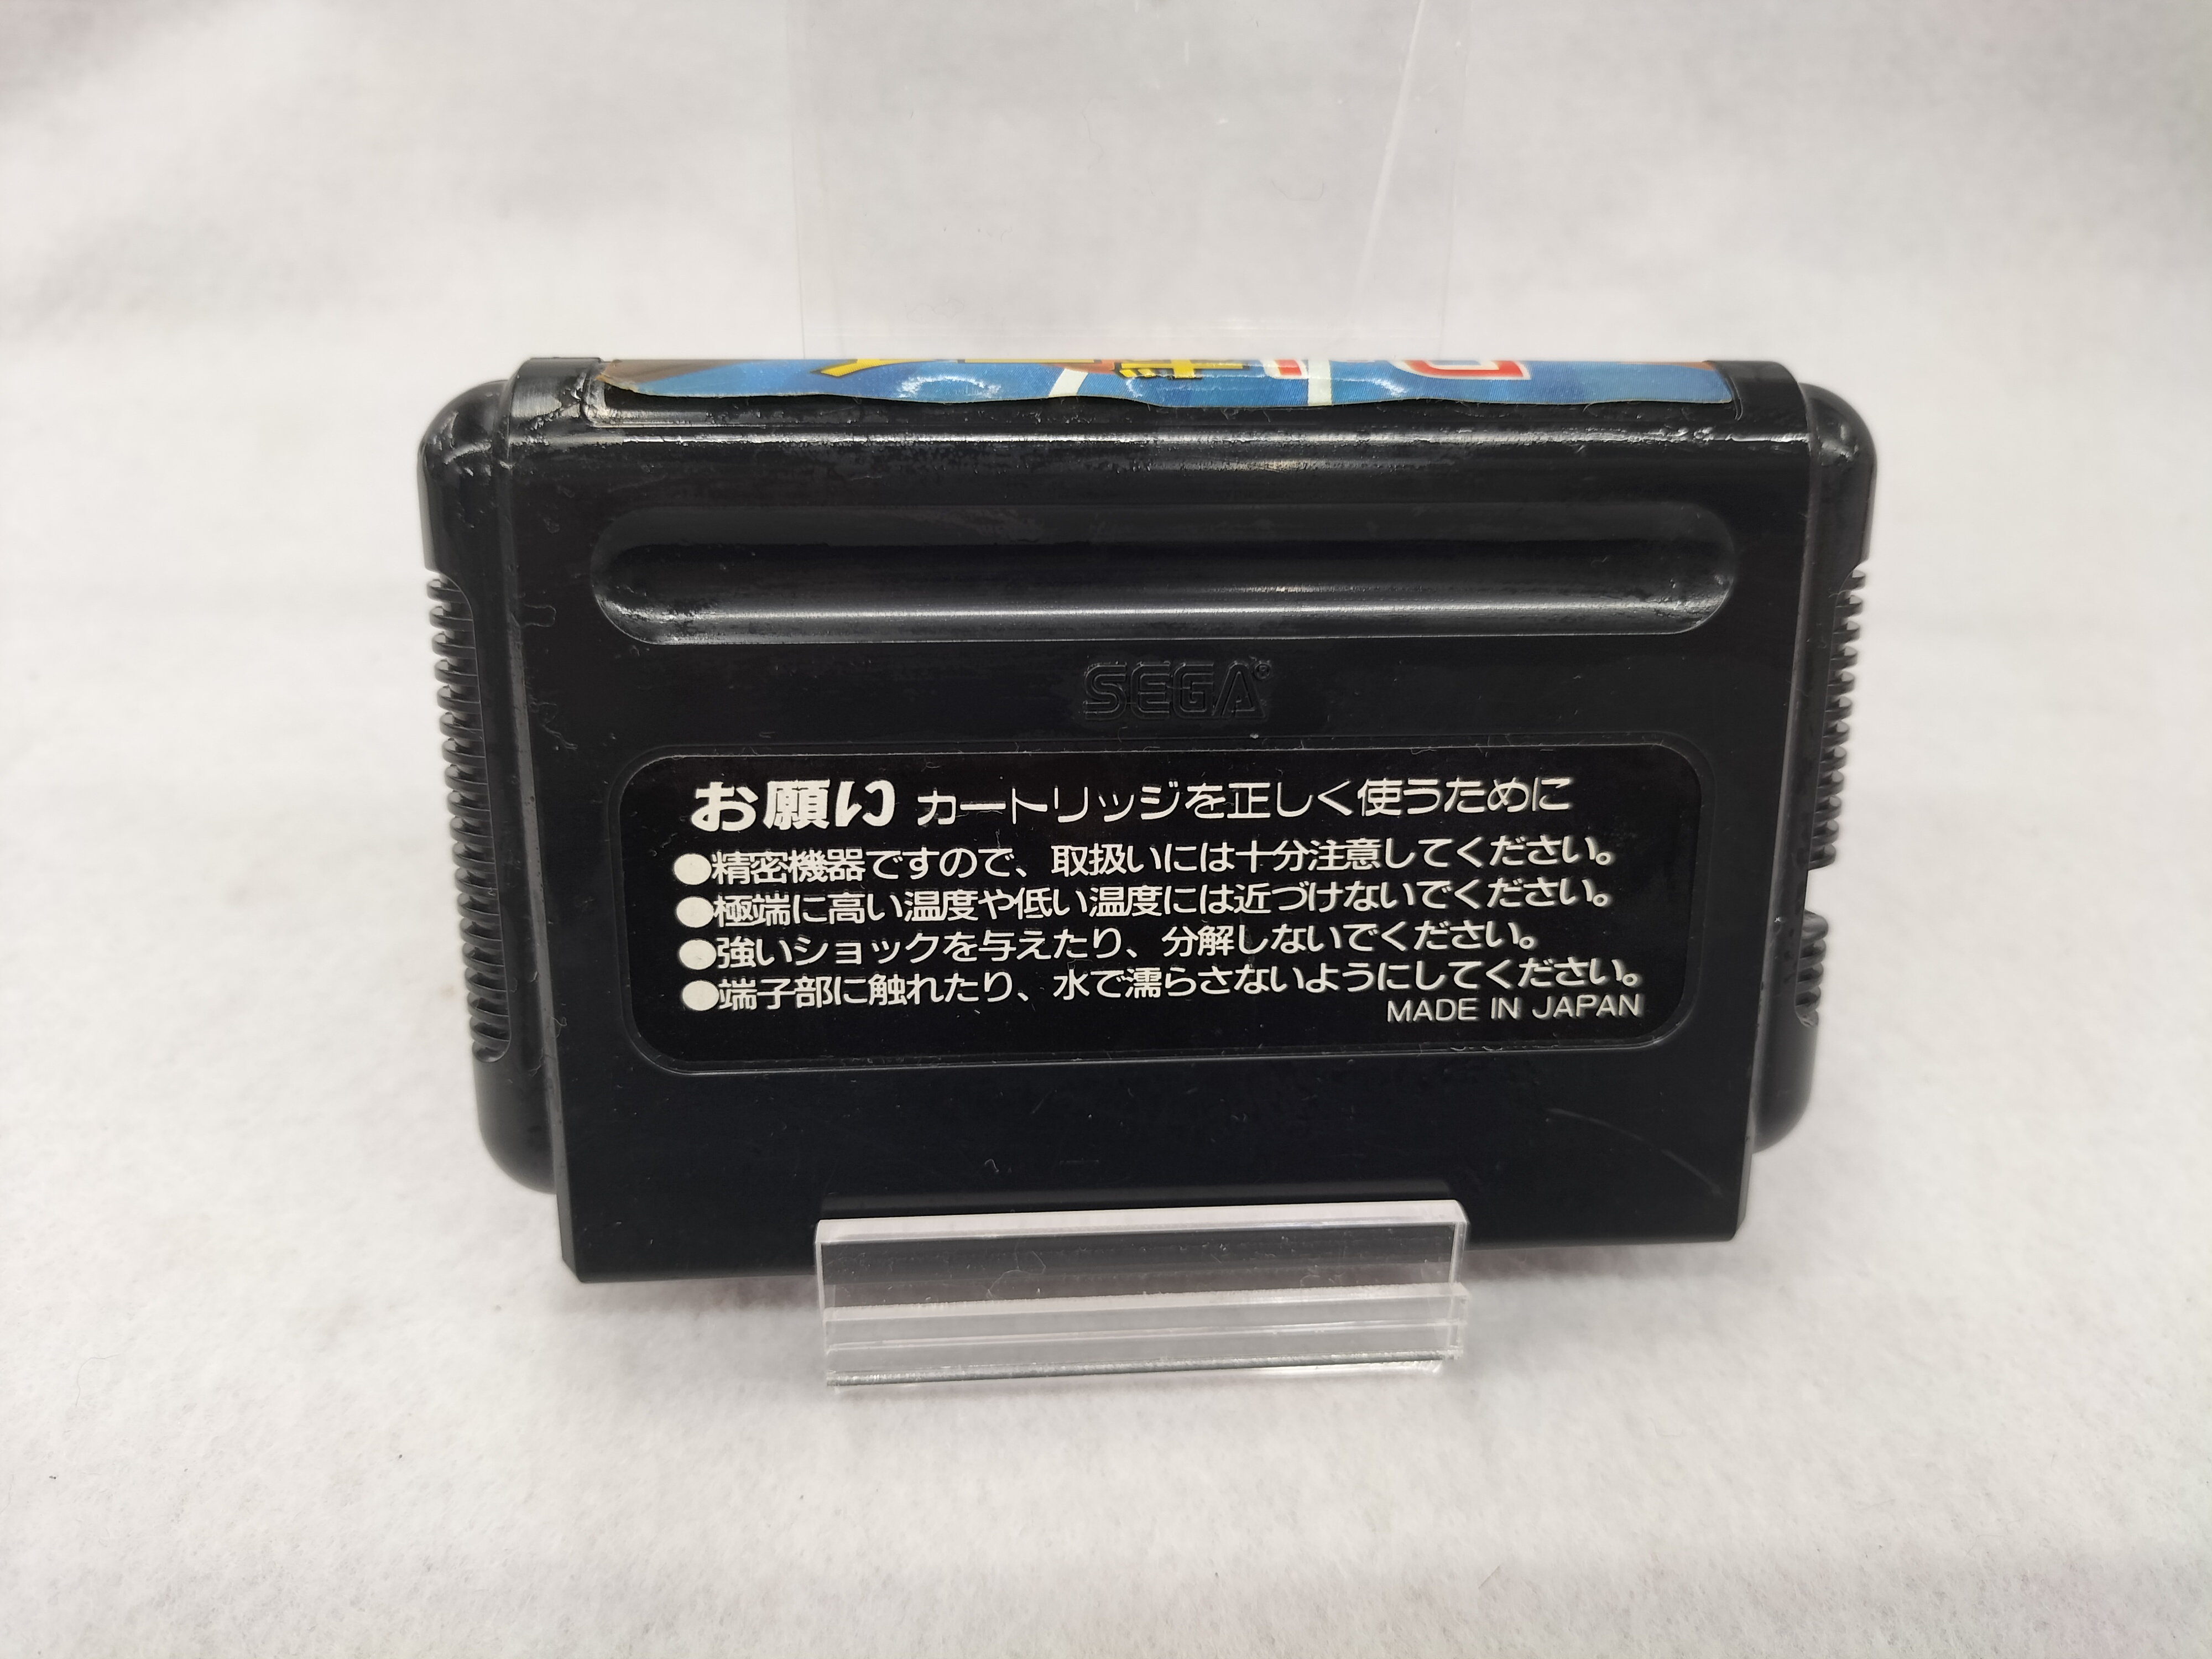 SEGA®
お願い カートリッジを正しく使うために
●精密機器ですので、取扱いには十分注意してください。
●極端に高い温度や低い温度には近づけないでください。
●強いショックを与えたり、分解しないでください。
●端子部に触れたり、水で濡らさないようにしてください。
MADE IN JAPAN